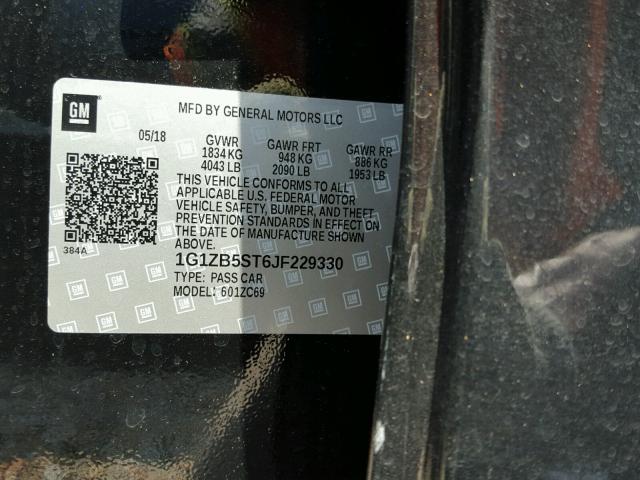 GM
MFD BY GENERAL MOTORS LLC
05/18 GVWR GAWR FRT GAWR RR
1834 KG 948 KG 886 KG
4043 LB 2090 LB 1953 LB
THIS VEHICLE CONFORMS TO ALL
APPLICABLE U.S. FEDERAL MOTOR
VEHICLE SAFETY, BUMPER, AND THEFT
PREVENTION STANDARDS IN EFFECT
ON THE DATE OF MANUFACTURE SHOWN
ABOVE.
384A
1G1ZB5ST6JF229330
TYPE: PASS CAR
MODEL: 601ZC69